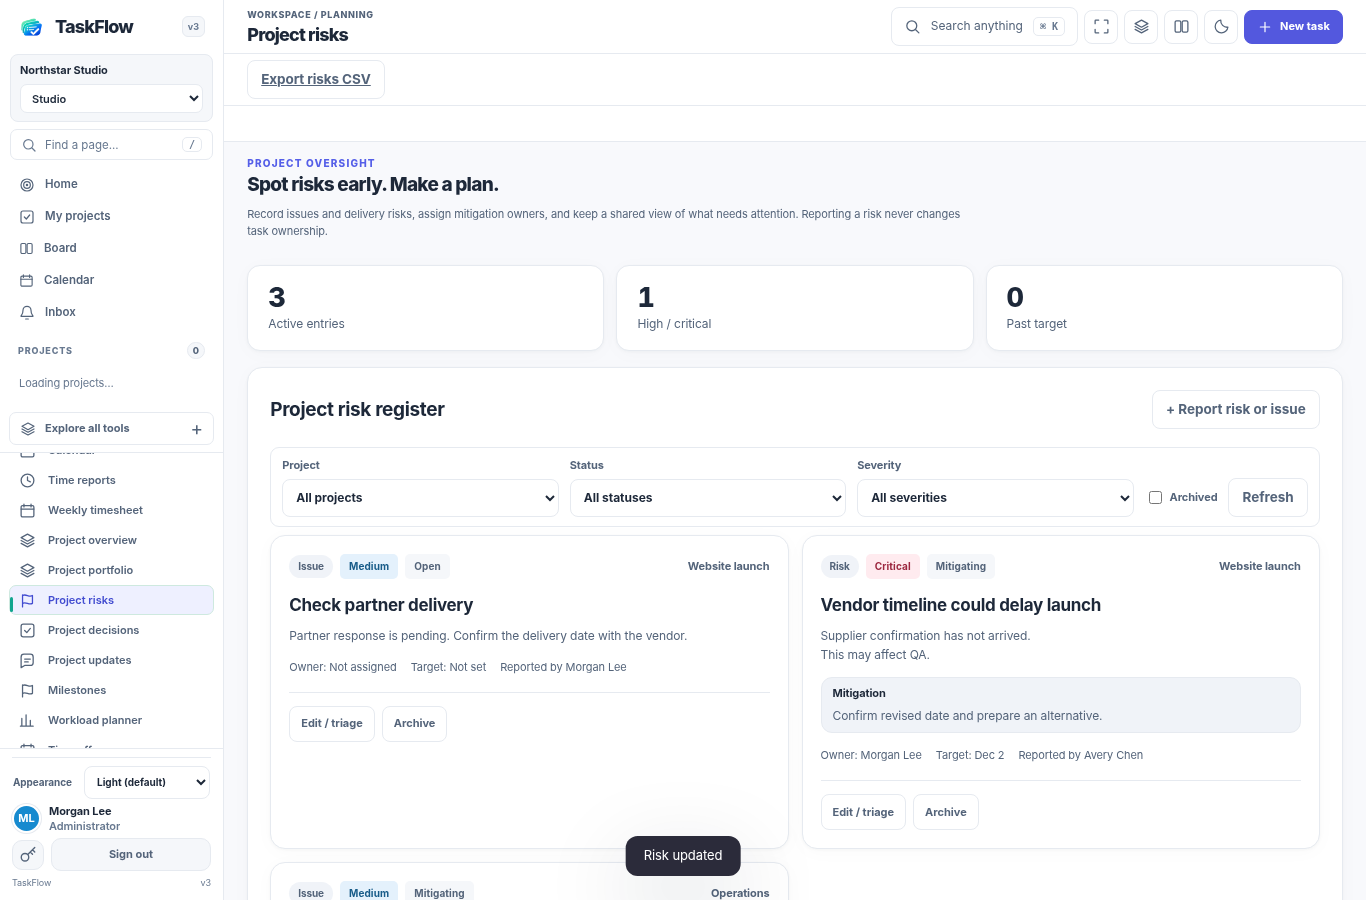 TaskFlow
v3
Northstar Studio
Studio
Find a page...
/
Home
My projects
Board
Calendar
Inbox
PROJECTS
0
Loading projects...
Explore all tools
+
Calendar
Time reports
Weekly timesheet
Project overview
Project portfolio
Project risks
Project decisions
Project updates
Milestones
Workload planner
Appearance
Light (default)
ML
Morgan Lee
Administrator
Sign out
TaskFlow
v3
WORKSPACE / PLANNING
Project risks
Search anything
⌘ K
+ New task
Export risks CSV
PROJECT OVERSIGHT
Spot risks early. Make a plan.
Record issues and delivery risks, assign mitigation owners, and keep a shared view of what needs attention. Reporting a risk never changes
task ownership.
3
Active entries
1
High / critical
0
Past target
Project risk register
+ Report risk or issue
Project
All projects
Status
All statuses
Severity
All severities
Archived
Refresh
Issue
Medium
Open
Website launch
Check partner delivery
Partner response is pending. Confirm the delivery date with the vendor.
Owner: Not assigned
Target: Not set
Reported by Morgan Lee
Edit / triage
Archive
Risk
Critical
Mitigating
Website launch
Vendor timeline could delay launch
Supplier confirmation has not arrived.
This may affect QA.
Mitigation
Confirm revised date and prepare an alternative.
Owner: Morgan Lee
Target: Dec 2
Reported by Avery Chen
Edit / triage
Archive
Issue
Medium
Mitigating
Operations
Risk updated